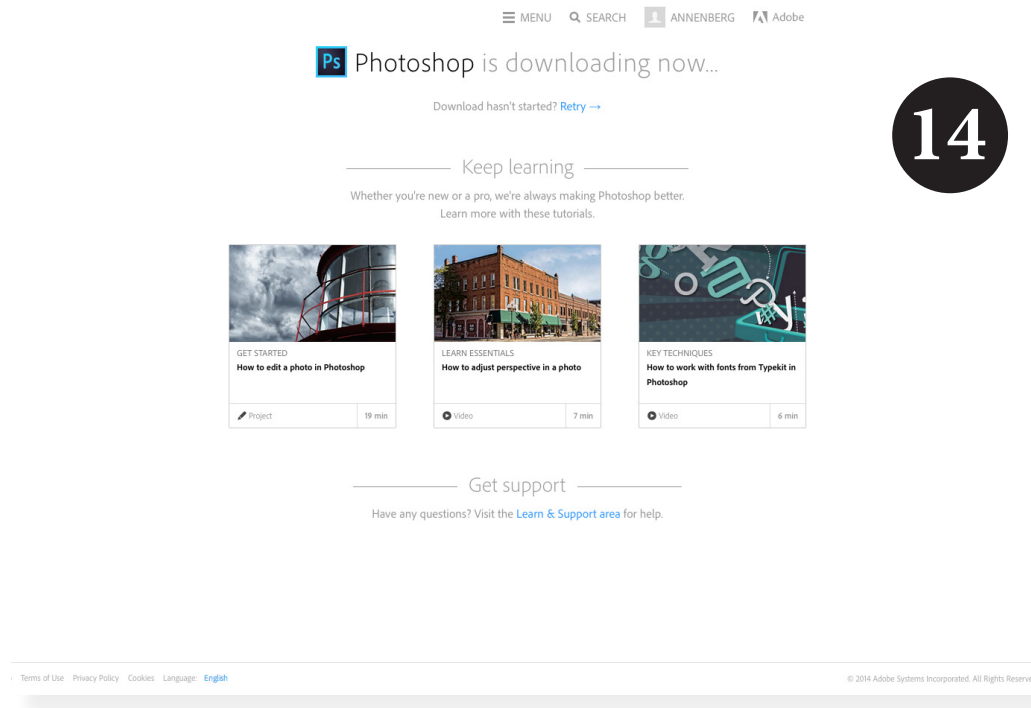 MENU SEARCH ANNENBERG Adobe
Ps Photoshop is downloading now...
Download hasn't started? Retry →
14
Keep learning
Whether you're new or a pro, we're always making Photoshop better.
Learn more with these tutorials.
GET STARTED
How to edit a photo in Photoshop
Project 19 min
LEARN ESSENTIALS
How to adjust perspective in a photo
Video 7 min
KEY TECHNIQUES
How to work with fonts from Typekit in
Photoshop
Video 6 min
Get support
Have any questions? Visit the Learn & Support area for help.
Terms of Use Privacy Policy Cookies Language: English
© 2014 Adobe Systems Incorporated. All Rights Reserve